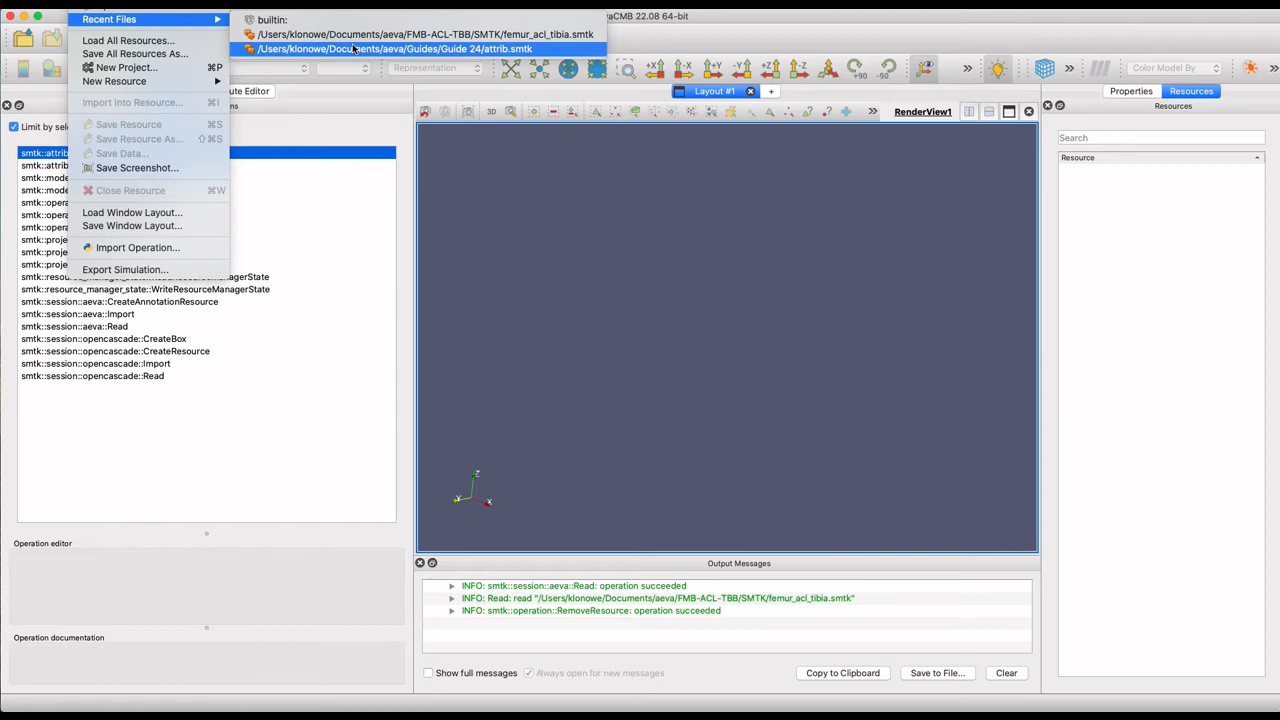 evaCMB 22.08 64-bit
Recent Files
builtin:
/Users/klonowe/Documents/aeva/FMB-ACL-TBB/SMTK/femur_acl_tibia.smtk
/Users/klonowe/Documents/aeva/Guides/Guide 24/attrib.smtk
Load All Resources...
Save All Resources As...
New Project... ⌘P
New Resource
Import Into Resource... ⌘I
Save Resource ⌘S
Save Resource As... ⇧⌘S
Save Data...
Save Screenshot...
Close Resource ⌘W
Load Window Layout...
Save Window Layout...
Import Operation...
Export Simulation...
Representation
+X -X +Y -Y +Z -Z
+90 -90
Color Model By
ute Editor
Layout #1
+
Properties
Resources
ns
Resources
Limit by sele
3D
RenderView1
Search
Resource
smtk::attrib
smtk::attrib
smtk::mode
smtk::mode
smtk::opera
smtk::opera
smtk::opera
smtk::proje
smtk::proje
smtk::proje
smtk::session::aeva::CreateAnnotationResource
smtk::session::aeva::Import
smtk::session::aeva::Read
smtk::session::opencascade::CreateBox
smtk::session::opencascade::CreateResource
smtk::session::opencascade::Import
smtk::session::opencascade::Read
smtk::resource_manager_state::WriteResourceManagerState
Z
Y
X
Operation editor
Operation documentation
Output Messages
INFO: smtk::session::aeva::Read: operation succeeded
INFO: Read: read "/Users/klonowe/Documents/aeva/FMB-ACL-TBB/SMTK/femur_acl_tibia.smtk"
INFO: smtk::operation::RemoveResource: operation succeeded
Show full messages
Always open for new messages
Copy to Clipboard
Save to File...
Clear